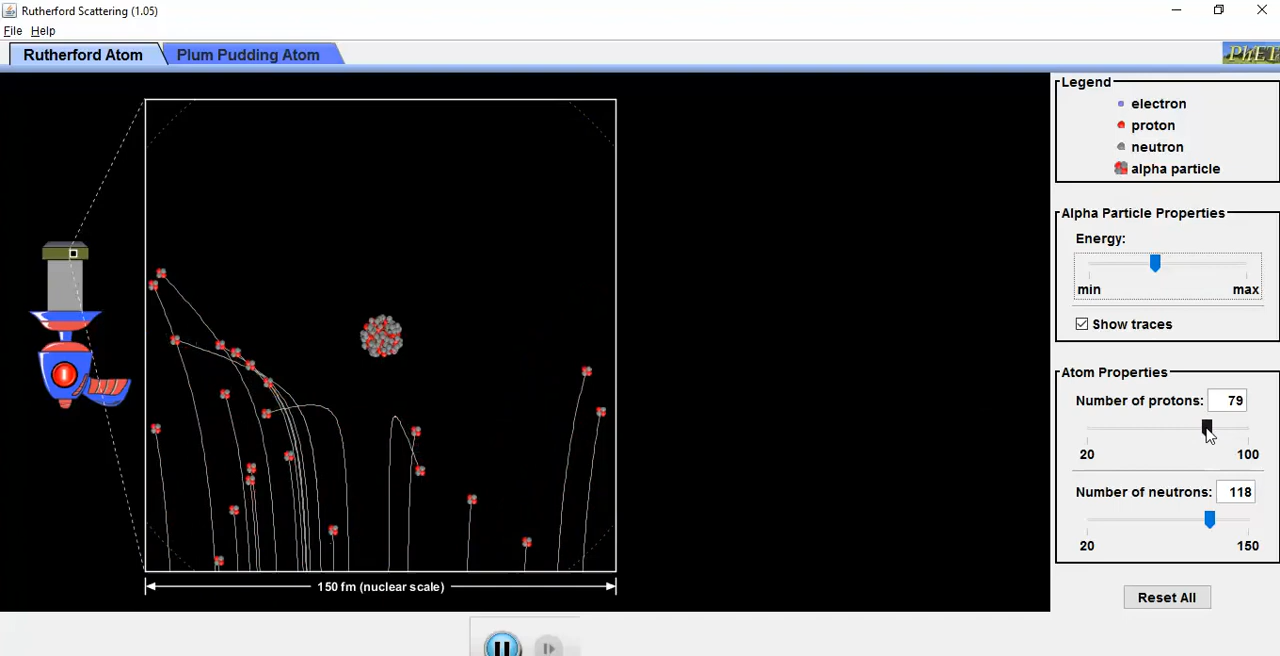 Rutherford Scattering (1.05)
File Help
Rutherford Atom
Plum Pudding Atom
PhET
Legend
electron
proton
neutron
alpha particle
Alpha Particle Properties
Energy:
min max
Show traces
Atom Properties
Number of protons: 79
20 100
Number of neutrons: 118
20 150
Reset All
150 fm (nuclear scale)